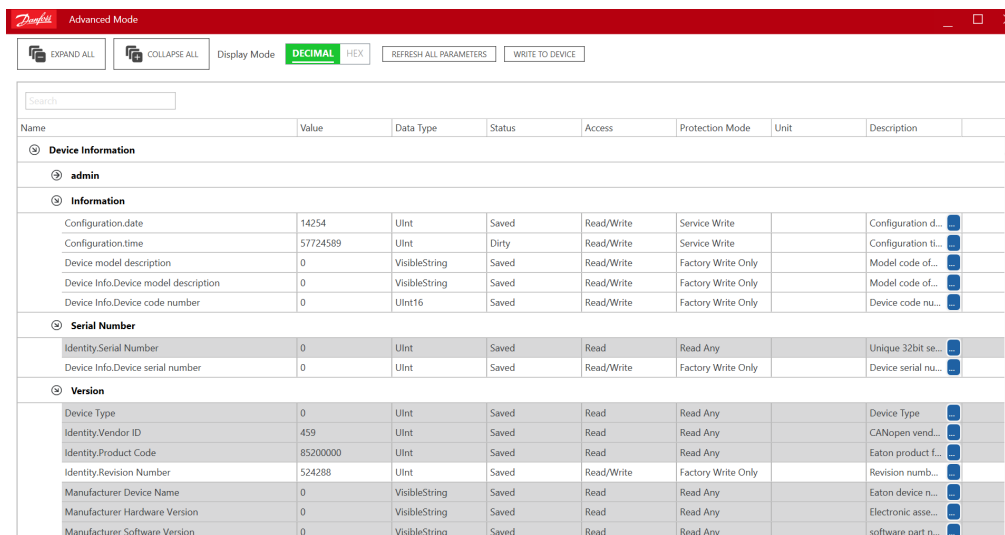 Danfoss Advanced Mode
EXPAND ALL COLLAPSE ALL Display Mode DECIMAL HEX REFRESH ALL PARAMETERS WRITE TO DEVICE
Search
Name Value Data Type Status Access Protection Mode Unit Description
Device Information
admin
Information
Configuration.date 14254 UInt Saved Read/Write Service Write Configuration d... ...
Configuration.time 57724589 UInt Dirty Read/Write Service Write Configuration ti... ...
Device model description 0 VisibleString Saved Read/Write Factory Write Only Model code of... ...
Device Info.Device model description 0 VisibleString Saved Read/Write Factory Write Only Model code of... ...
Device Info.Device code number 0 UInt16 Saved Read/Write Factory Write Only Device code nu... ...
Serial Number
Identity.Serial Number 0 UInt Saved Read Read Any Unique 32bit se... ...
Device Info.Device serial number 0 UInt Saved Read/Write Factory Write Only Device serial nu... ...
Version
Device Type 0 UInt Saved Read Read Any Device Type ...
Identity.Vendor ID 459 UInt Saved Read Read Any CANopen vend... ...
Identity.Product Code 85200000 UInt Saved Read Read Any Eaton product f... ...
Identity.Revision Number 524288 UInt Saved Read/Write Factory Write Only Revision numb... ...
Manufacturer Device Name 0 VisibleString Saved Read Read Any Eaton device n... ...
Manufacturer Hardware Version 0 VisibleString Saved Read Read Any Electronic asse... ...
Manufacturer Software Version 0 VisibleString Saved Read Read Any software part n... ...